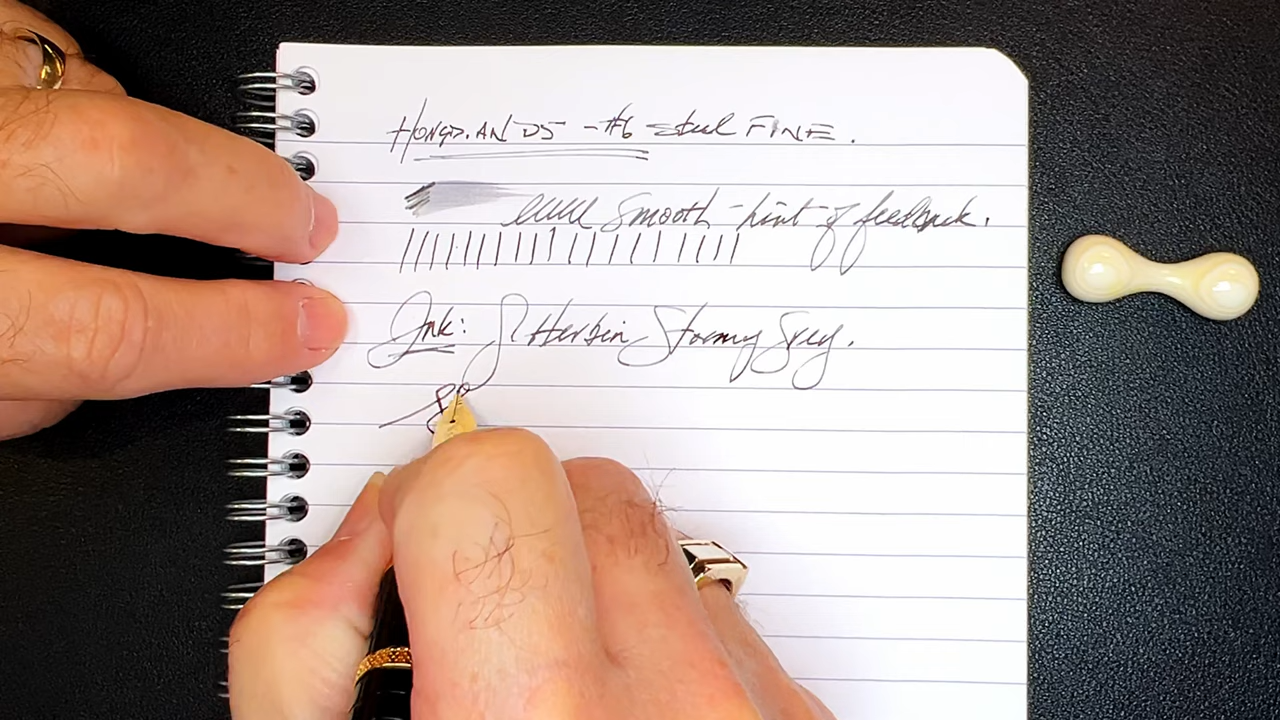 HONGDIAN D5 - #6 steel FINE.
Smooth - hint of feedback.
Ink: J Herbin Stormy Grey.